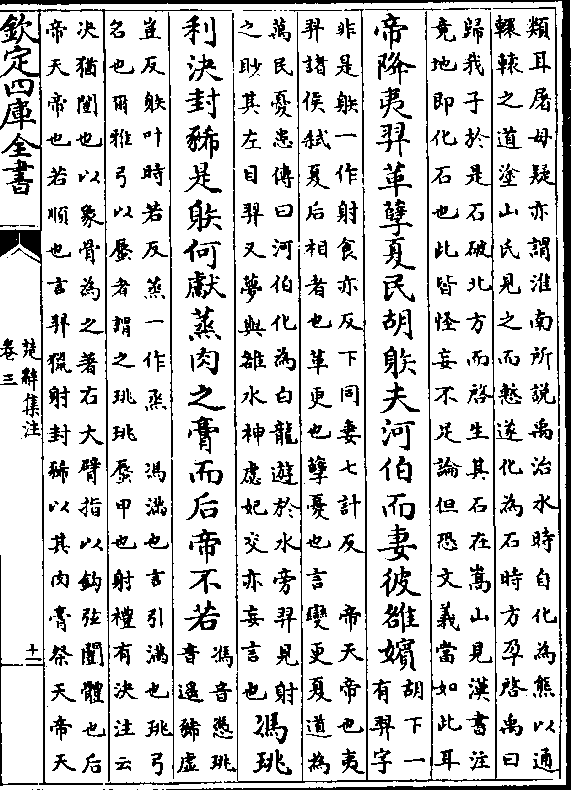 類耳屠母疑亦謂淮南所說禹治水時自化為熊以通
轘轅之道塗山氏見之而慙遂化為石時方孕啓禹曰
歸我子於是石破北方而啓生其石在嵩山見漢書注
竟地即化石也此皆怪妄不足論但恐文義當如此耳
帝降夷羿革孽夏民胡䠶夫河伯而妻彼雒嬪
胡下一
有羿字
非是䠶一作射食亦反下同妻七計反　帝天帝也夷
羿諸侯弒夏后相者也革更也孽憂也言變更夏道為
萬民憂患傳曰河伯化為白龍遊於水旁羿見射
之眇其左目羿又夢與雒水神虙妃交亦妄言也
馮珧
利決封豨是䠶何獻蒸肉之膏而后帝不若
馮音憑珧
音遥豨虛
豈反䠶叶時若反蒸一作烝　馮滿也言引滿也珧弓
名也爾雅弓以蜃者謂之珧珧蜃甲也射禮有決注云
決猶闓也以象骨為之著右大臂指以鈎弦闓體也后
帝天帝也若順也言羿獵射封豨以其肉膏祭天帝天
欽定四庫全書
楚辭集注
卷三
十一